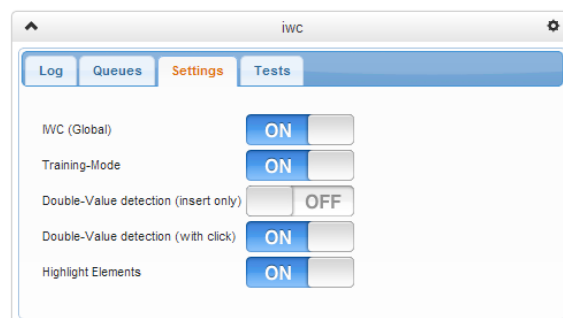 iwc
Log Queues Settings Tests
IWC (Global) ON
Training-Mode ON
Double-Value detection (insert only) OFF
Double-Value detection (with click) ON
Highlight Elements ON